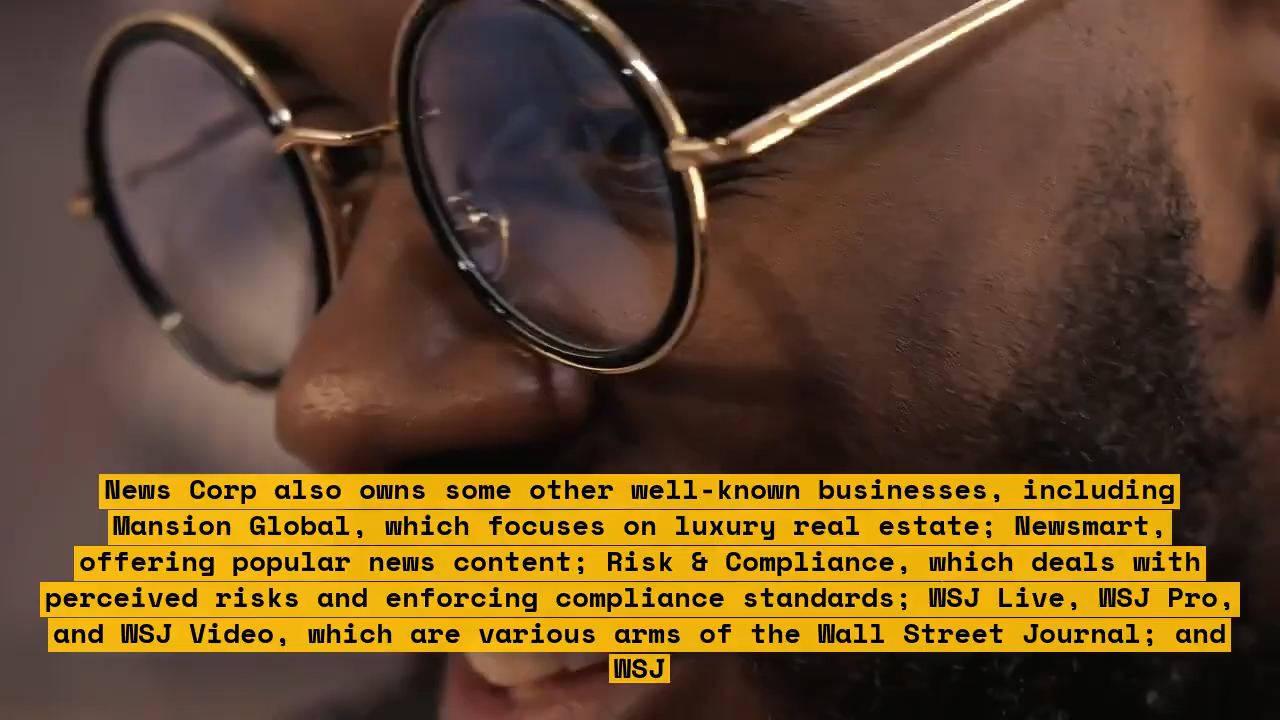 News Corp also owns some other well-known businesses, including
Mansion Global, which focuses on luxury real estate; Newsmart,
offering popular news content; Risk & Compliance, which deals with
perceived risks and enforcing compliance standards; WSJ Live, WSJ Pro,
and WSJ Video, which are various arms of the Wall Street Journal; and
WSJ